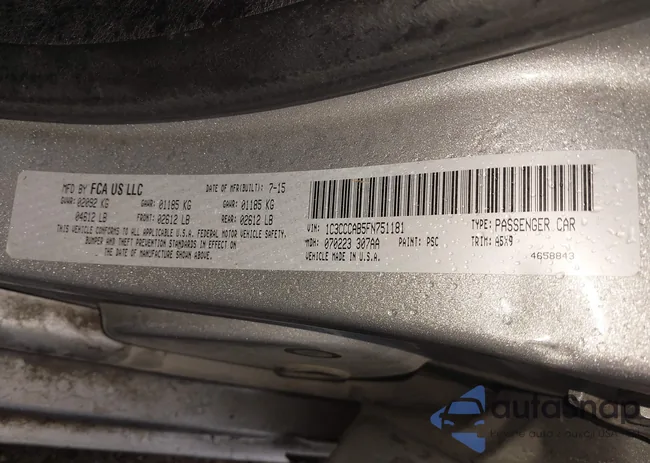 MFD BY FCA US LLC DATE OF MFR(BUILT): 7-15
GVWR: 02092 KG GAWR: 01185 KG GAWR: 01185 KG
04612 LB FRONT: 02612 LB REAR: 02612 LB
THIS VEHICLE CONFORMS TO ALL APPLICABLE U.S.A. FEDERAL MOTOR VEHICLE SAFETY,
BUMPER AND THEFT PREVENTION STANDARDS IN EFFECT ON
THE DATE OF MANUFACTURE SHOWN ABOVE.
VIN: 1C3CCCAB5FN751181 TYPE: PASSENGER CAR
MDH: 070223 307AA PAINT: PSC TRIM: A5X9
VEHICLE MADE IN U.S.A. 4658843
autosnap